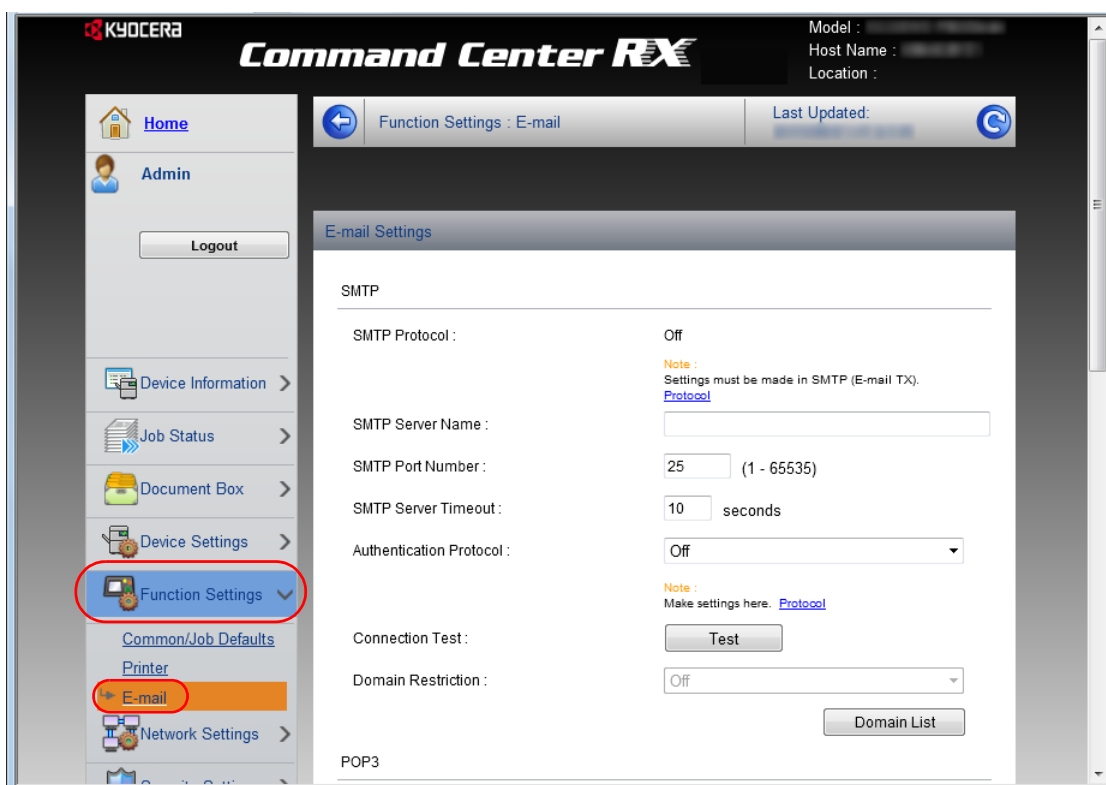 KYOCERA
Command Center RX
Model :
Host Name :
Location :
Home
Admin
Logout
Device Information
Job Status
Document Box
Device Settings
Function Settings
Common/Job Defaults
Printer
E-mail
Network Settings
Function Settings : E-mail
Last Updated:
E-mail Settings
SMTP
SMTP Protocol : Off
Note :
Settings must be made in SMTP (E-mail TX).
Protocol
SMTP Server Name :
SMTP Port Number : 25 (1 - 65535)
SMTP Server Timeout : 10 seconds
Authentication Protocol : Off
Note :
Make settings here. Protocol
Connection Test : Test
Domain Restriction : Off
Domain List
POP3